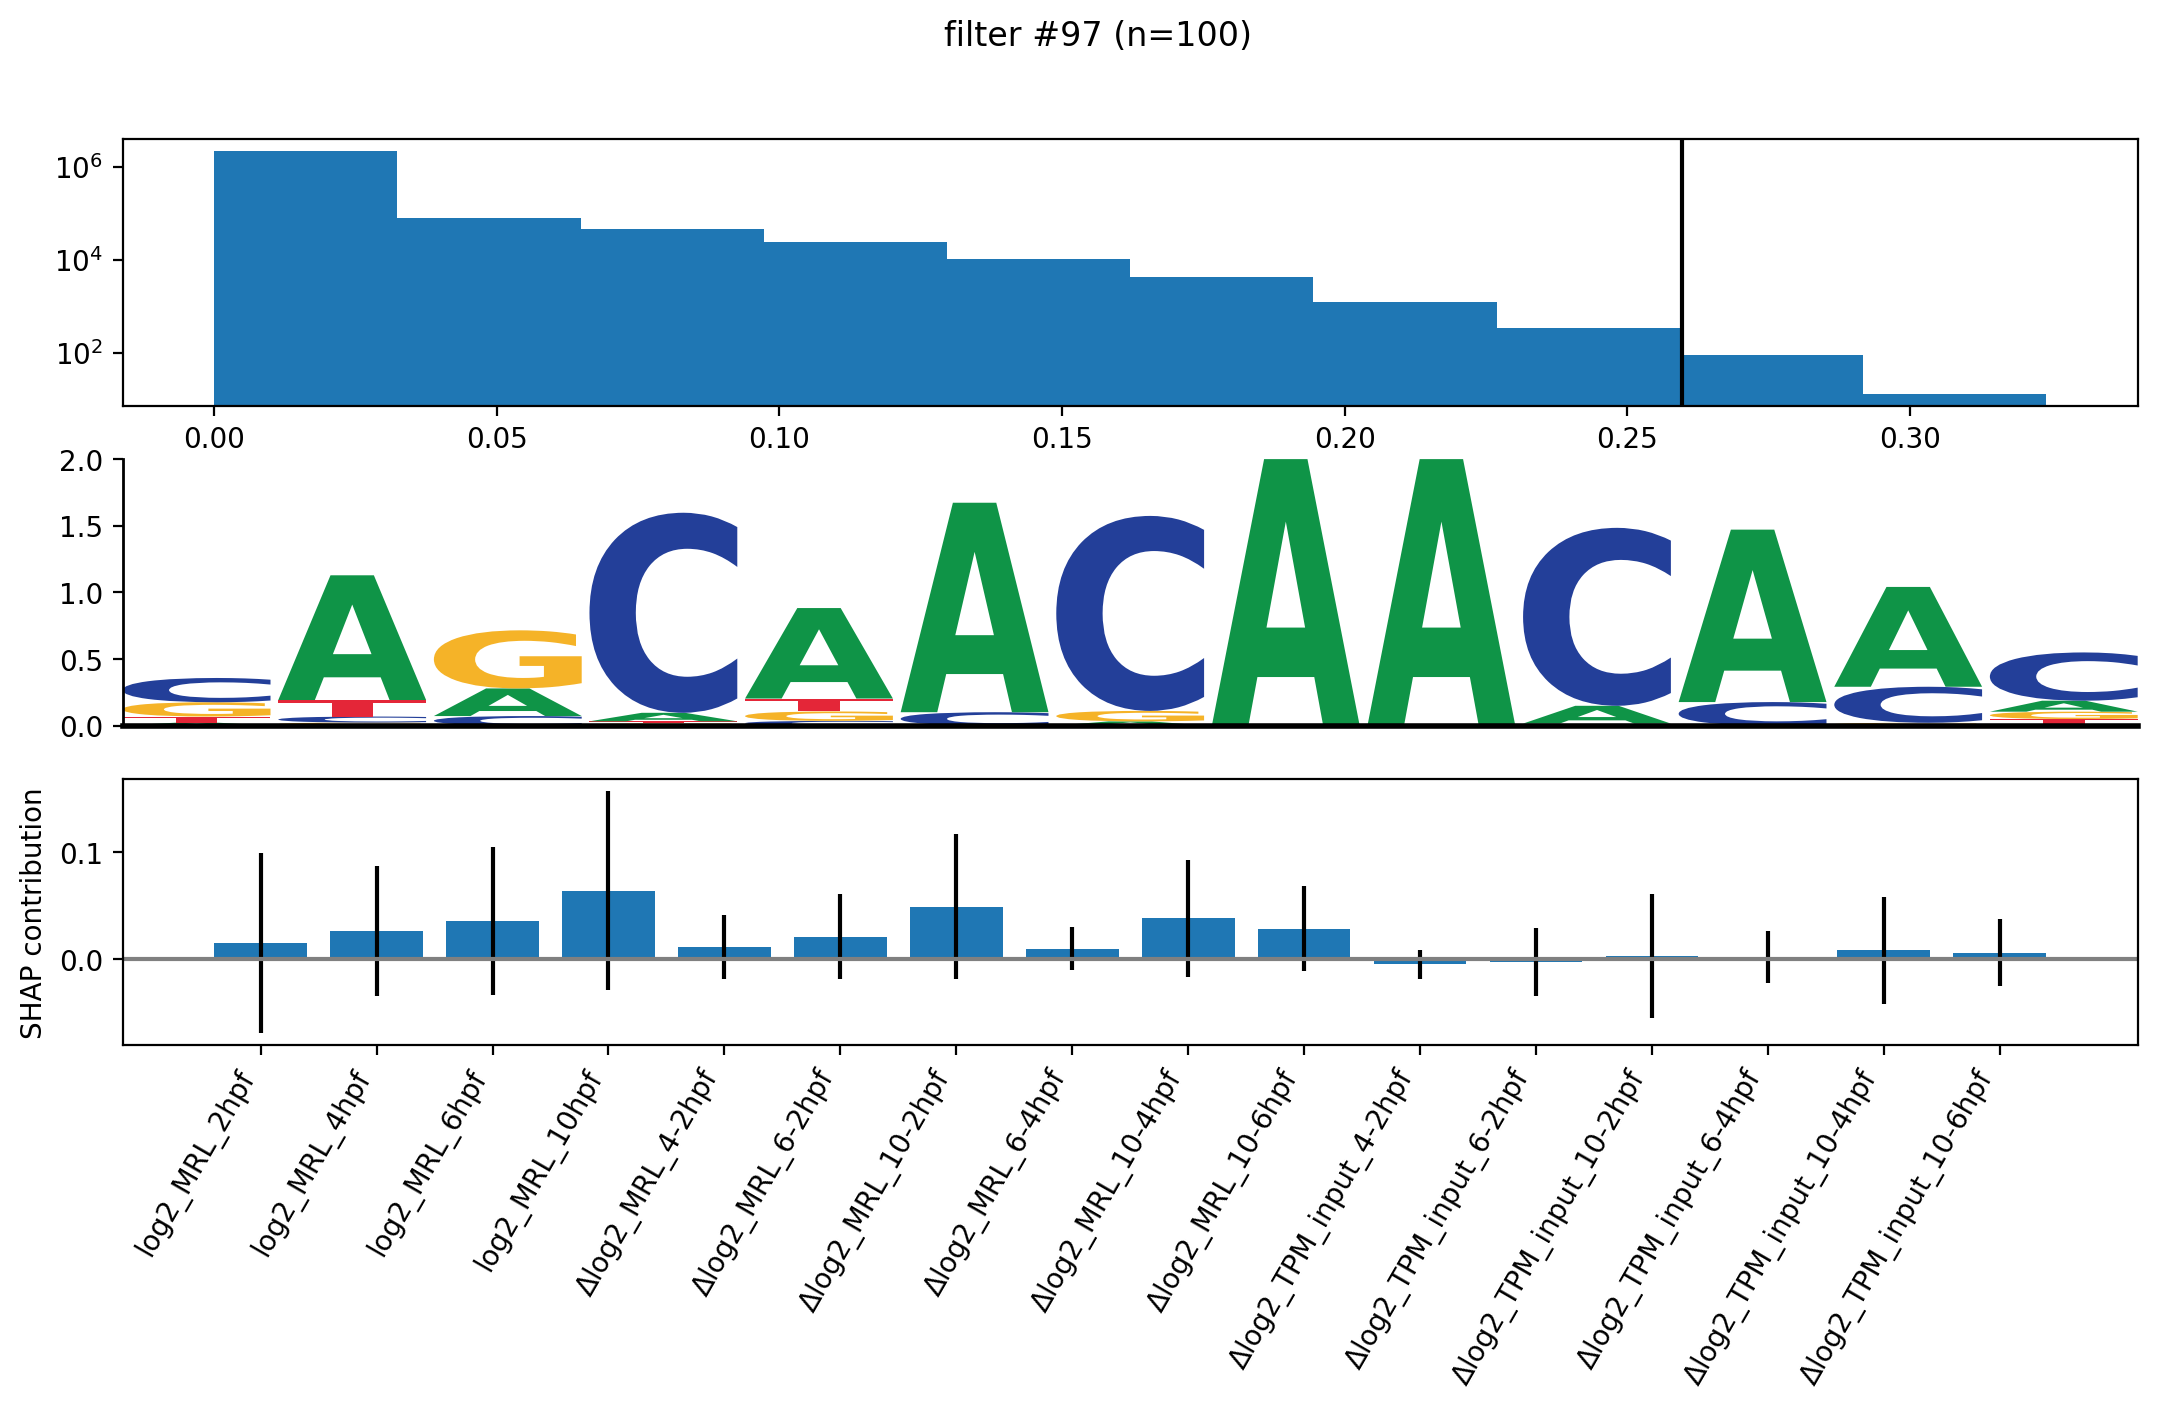 filter #97 (n=100)
10^6
10^4
10^2
0.00 0.05 0.10 0.15 0.20 0.25 0.30
2.0
1.5
1.0
0.5
0.0
C A G C A A C A A C A A C
G T A A T C G A C C A
T C C T G G
T
SHAP contribution
0.1
0.0
log2_MRL_2hpf
log2_MRL_4hpf
log2_MRL_6hpf
log2_MRL_10hpf
Δlog2_MRL_4-2hpf
Δlog2_MRL_6-2hpf
Δlog2_MRL_10-2hpf
Δlog2_MRL_6-4hpf
Δlog2_MRL_10-4hpf
Δlog2_MRL_10-6hpf
Δlog2_TPM_input_4-2hpf
Δlog2_TPM_input_6-2hpf
Δlog2_TPM_input_10-2hpf
Δlog2_TPM_input_6-4hpf
Δlog2_TPM_input_10-4hpf
Δlog2_TPM_input_10-6hpf